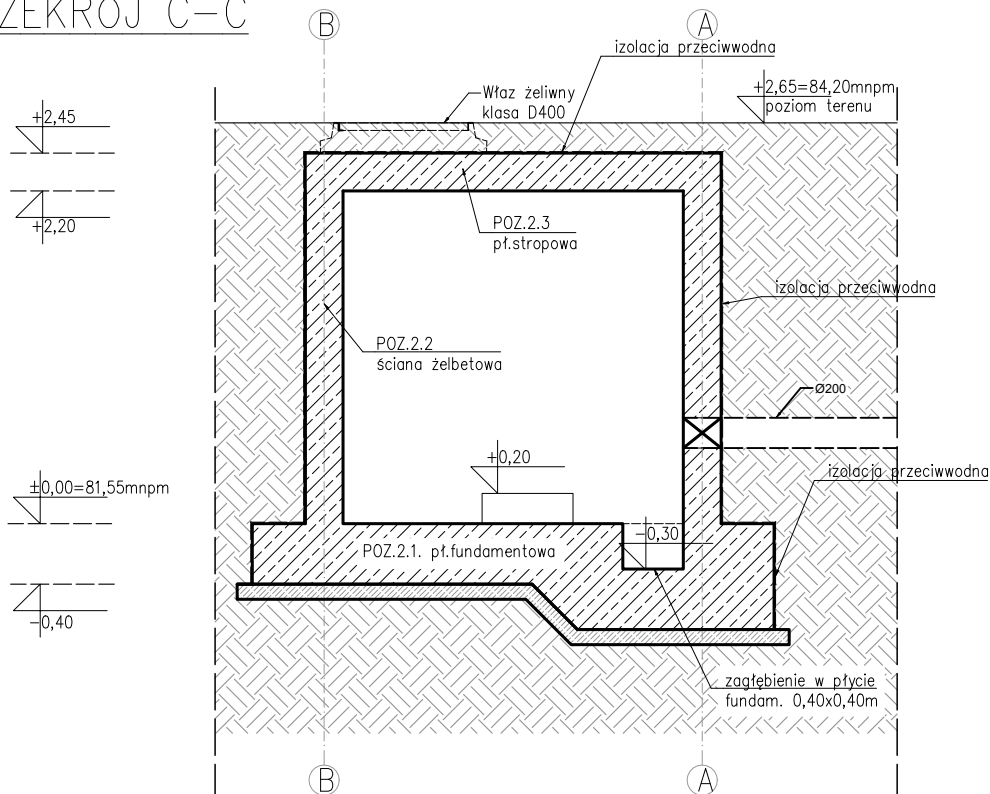 ZEKRÓJ C-C
B
A
izolacja przeciwwodna
Właz żeliwny
klasa D400
+2,65=84,20mnpm
poziom terenu
+2,45
+2,20
POZ.2.3
pł.stropowa
izolacja przeciwwodna
POZ.2.2
ściana żelbetowa
Ø200
+0,20
izolacja przeciwwodna
±0,00=81,55mnpm
-0,30
POZ.2.1. pł.fundamentowa
-0,40
zagłębienie w płycie
fundam. 0,40x0,40m
B
A